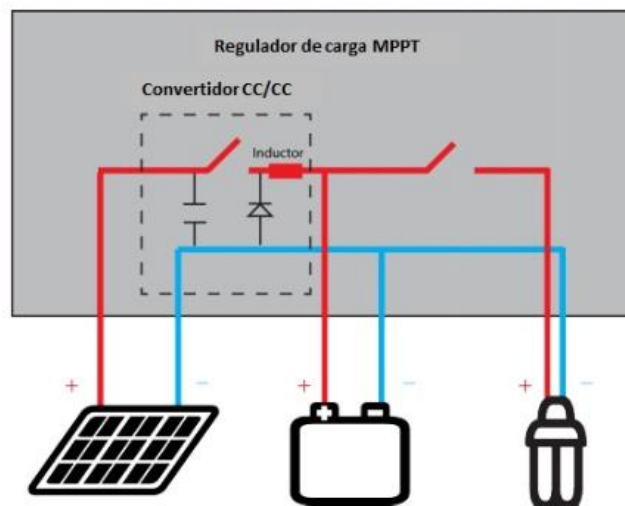 Regulador de carga MPPT
Convertidor CC/CC
Inductor
+ − + − + −